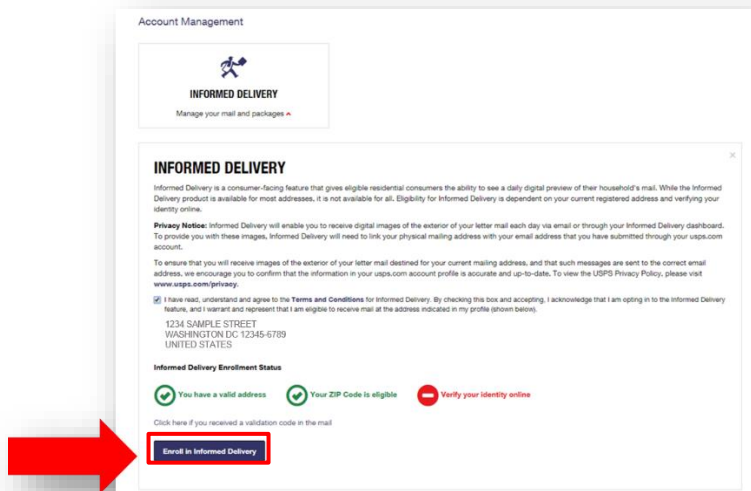 Account Management
INFORMED DELIVERY
Manage your mail and packages
INFORMED DELIVERY
Informed Delivery is a consumer-facing feature that gives eligible residential consumers the ability to see a daily digital preview of their household's mail. While the Informed
Delivery product is available for most addresses, it is not available for all. Eligibility for Informed Delivery is dependent on your current registered address and verifying your
identity online.
Privacy Notice: Informed Delivery will enable you to receive digital images of the exterior of your letter mail each day via email or through your Informed Delivery dashboard.
To provide you with these images, Informed Delivery will need to link your physical mailing address with your email address that you have submitted through your usps.com
account.
To ensure that you will receive images of the exterior of your letter mail destined for your current mailing address, and that such messages are sent to the correct email
address, we encourage you to confirm that the information in your usps.com account profile is accurate and up-to-date. To view the USPS Privacy Policy, please visit
www.usps.com/privacy.
I have read, understand and agree to the Terms and Conditions for Informed Delivery. By checking this box and accepting, I acknowledge that I am opting in to the Informed Delivery
feature, and I warrant and represent that I am eligible to receive mail at the address indicated in my profile (shown below).
1234 SAMPLE STREET
WASHINGTON DC 12345-6789
UNITED STATES
Informed Delivery Enrollment Status
You have a valid address Your ZIP Code is eligible Verify your identity online
Click here if you received a validation code in the mail
Enroll in Informed Delivery